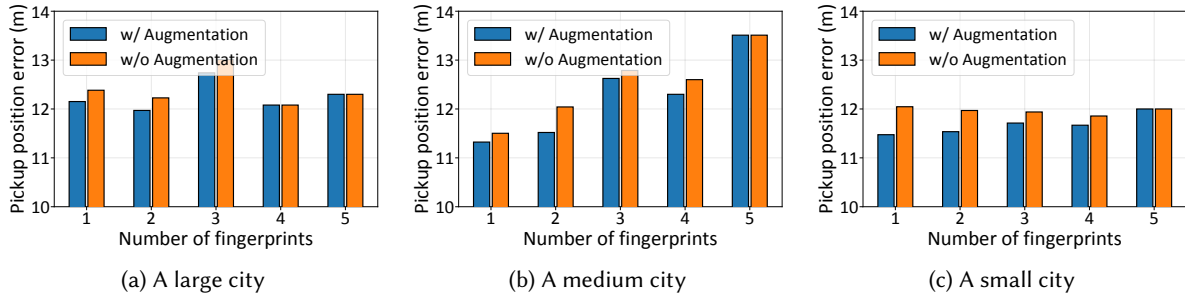 Pickup position error (m)
14
13
12
11
10
w/ Augmentation
w/o Augmentation
1 2 3 4 5
Number of fingerprints
(a) A large city
Pickup position error (m)
14
13
12
11
10
w/ Augmentation
w/o Augmentation
1 2 3 4 5
Number of fingerprints
(b) A medium city
Pickup position error (m)
14
13
12
11
10
w/ Augmentation
w/o Augmentation
1 2 3 4 5
Number of fingerprints
(c) A small city